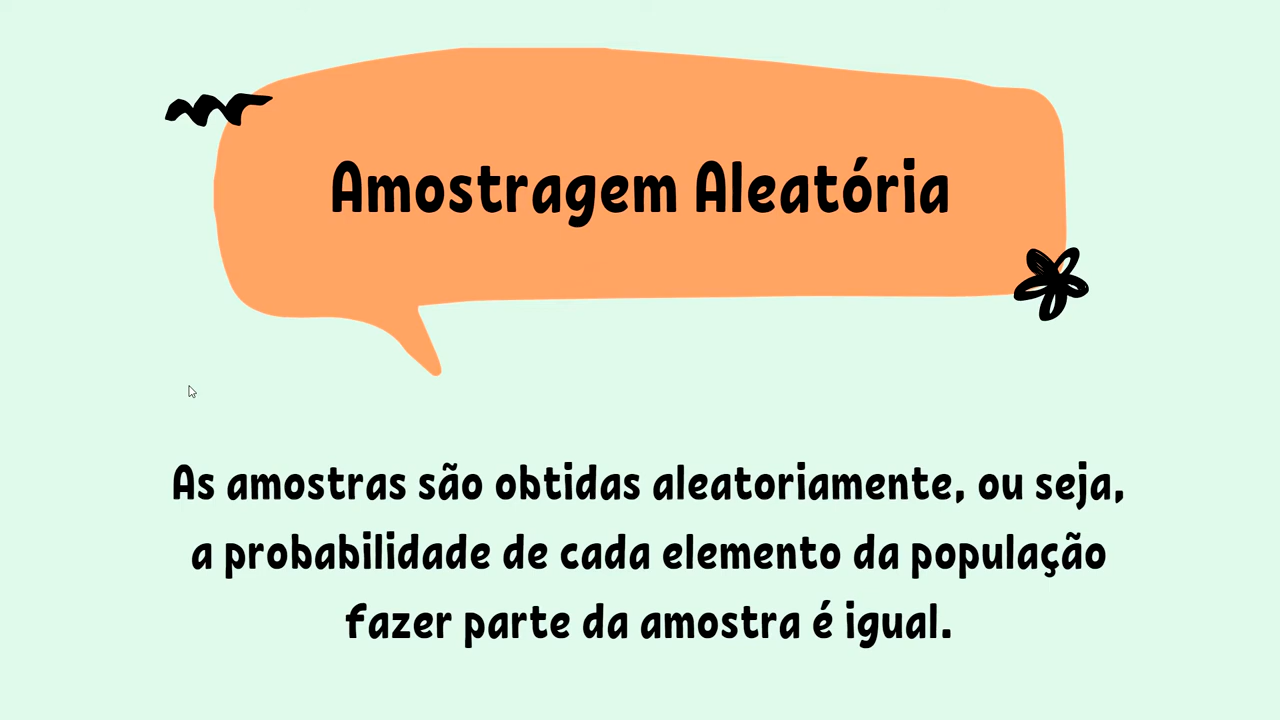 Amostragem Aleatória
As amostras são obtidas aleatoriamente, ou seja,
a probabilidade de cada elemento da população
fazer parte da amostra é igual.